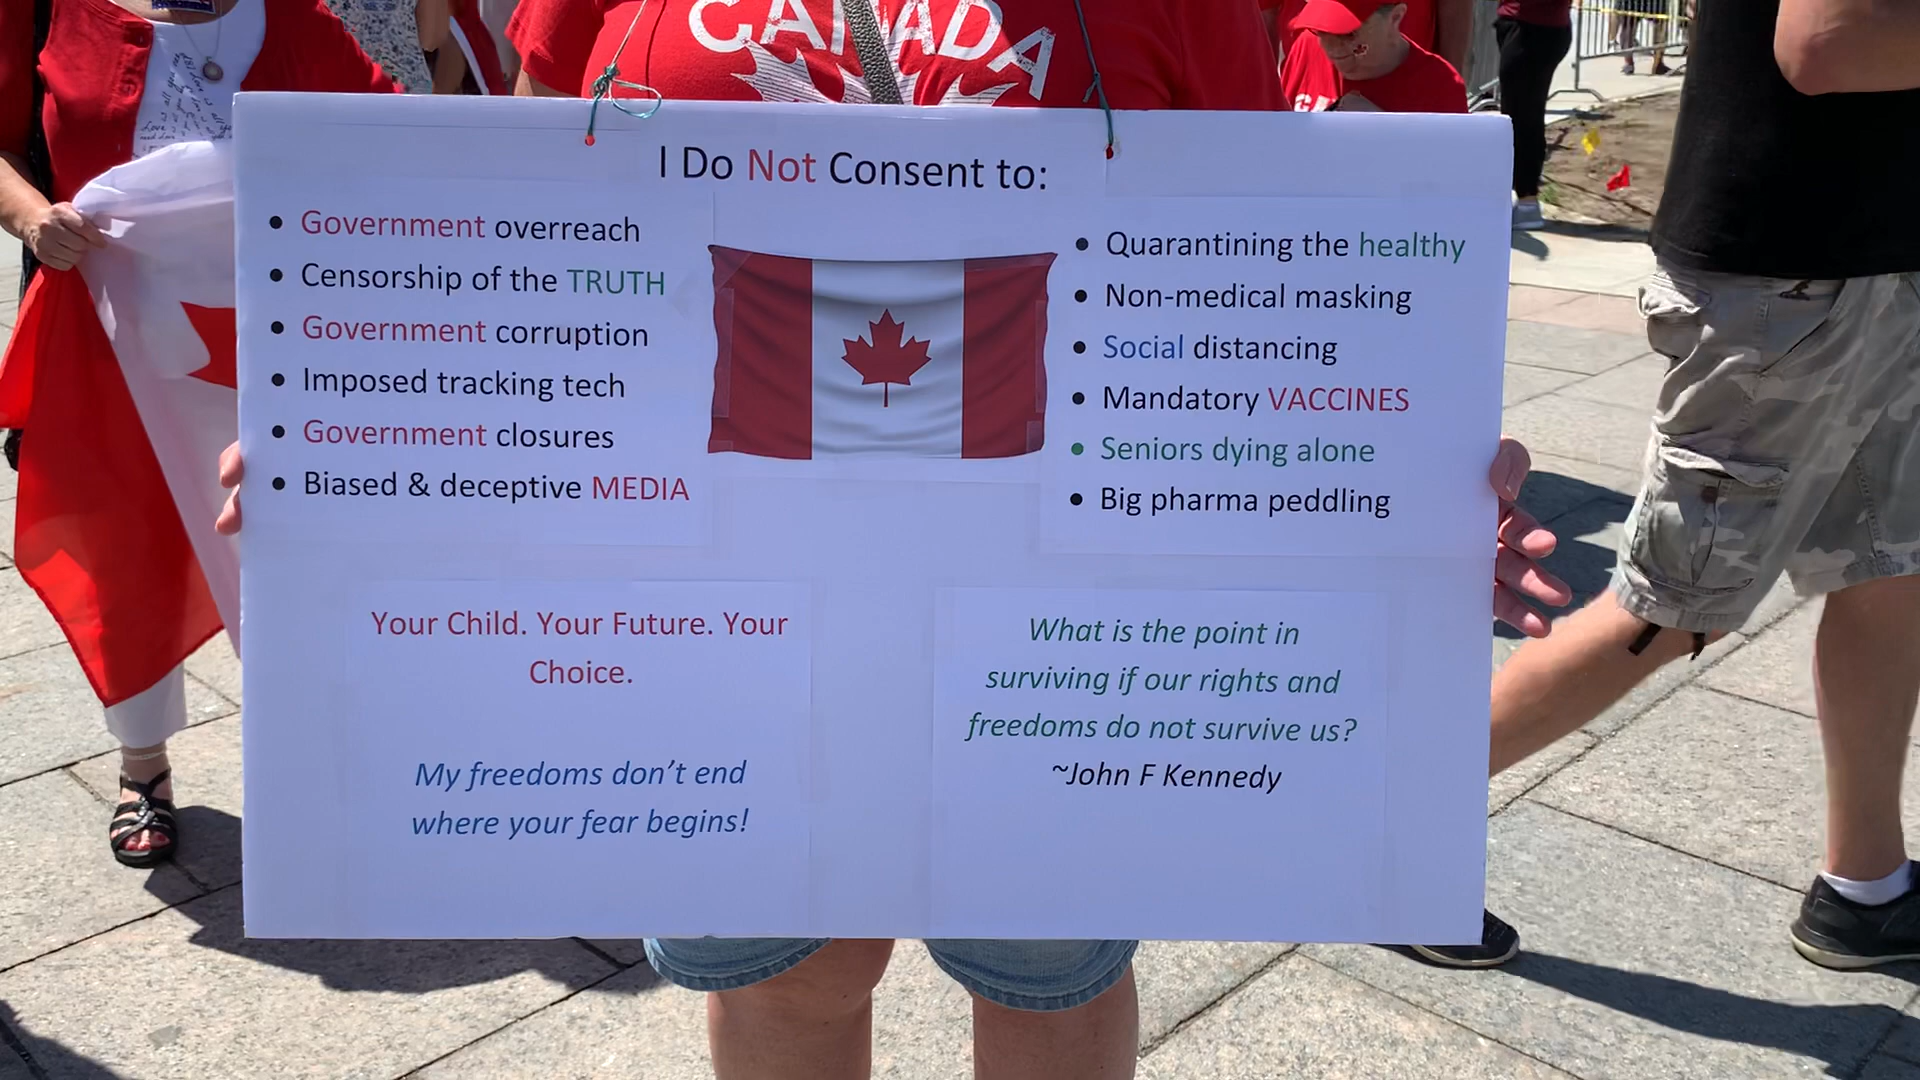 CANADA
I Do Not Consent to:
• Government overreach
• Censorship of the TRUTH
• Government corruption
• Imposed tracking tech
• Government closures
• Biased & deceptive MEDIA
• Quarantining the healthy
• Non-medical masking
• Social distancing
• Mandatory VACCINES
• Seniors dying alone
• Big pharma peddling
Your Child. Your Future. Your
Choice.
My freedoms don't end
where your fear begins!
What is the point in
surviving if our rights and
freedoms do not survive us?
~John F Kennedy